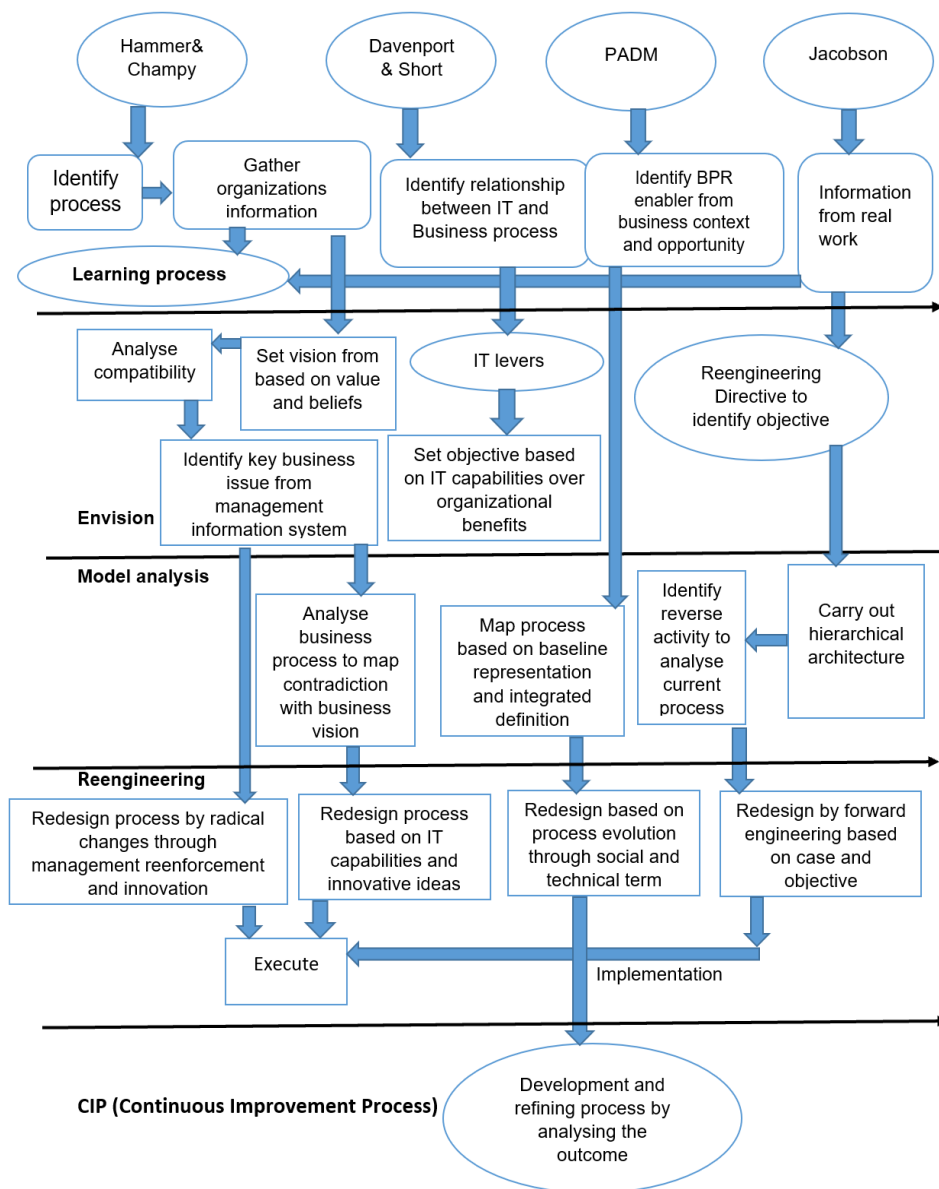 Hammer&
Champy
Davenport
& Short
PADM
Jacobson
Identify
process
Gather
organizations
information
Identify relationship
between IT and
Business process
Identify BPR
enabler from
business context
and opportunity
Information
from real
work
Learning process
Analyse
compatibility
Set vision from
based on value
and beliefs
IT levers
Reengineering
Directive to
identify objective
Identify key business
issue from
management
information system
Set objective based
on IT capabilities over
organizational
benefits
Envision
Model analysis
Analyse
business
process to map
contradiction
with business
vision
Map process
based on baseline
representation
and integrated
definition
Identify
reverse
activity to
analyse
current
process
Carry out
hierarchical
architecture
Reengineering
Redesign process by radical
changes through
management reenforcement
and innovation
Redesign process
based on IT
capabilities and
innovative ideas
Redesign based on
process evolution
through social and
technical term
Redesign by forward
engineering based
on case and
objective
Execute
Implementation
CIP (Continuous Improvement Process)
Development and
refining process by
analysing the
outcome